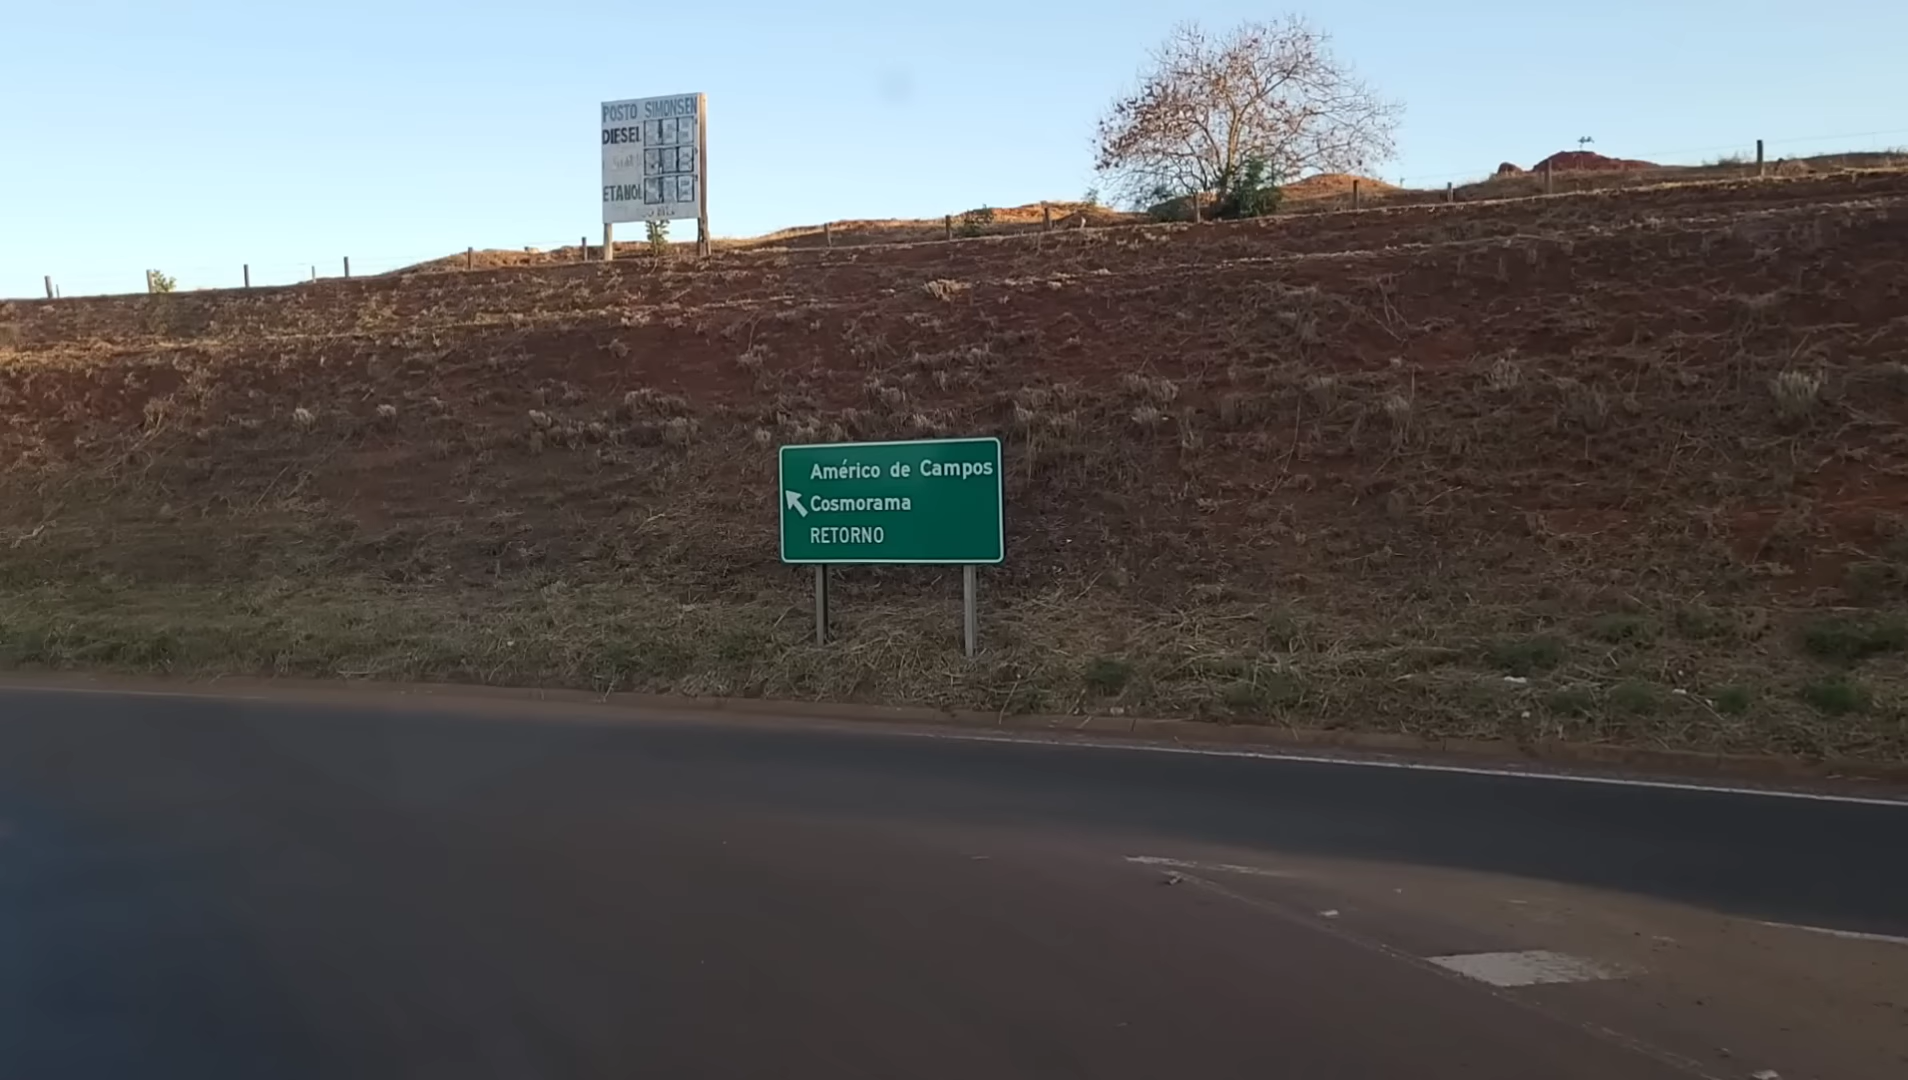 POSTO SIMONSEN
DIESEL
ETANOL
Américo de Campos
Cosmorama
RETORNO